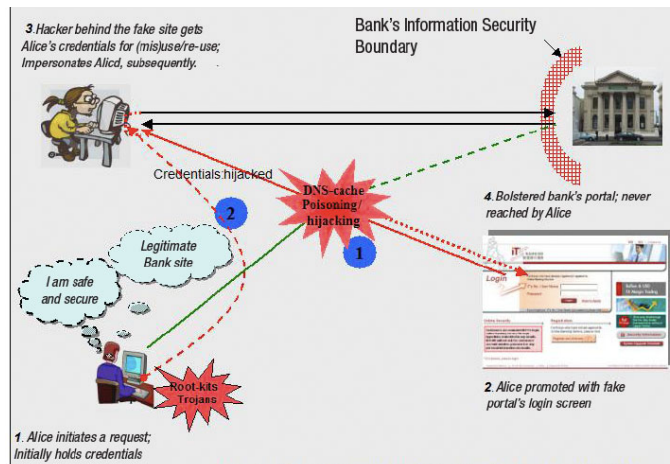 3.Hacker behind the fake site gets
Alice's credentials for (mis)use/re-use;
Impersonates Alicd, subsequently.
Bank's Information Security
Boundary
Credentials:hijacked
DNS-cache
Poisoning/
hijacking
1
2
4. Bolstered bank's portal; never
reached by Alice
Legitimate
Bank site
I am safe
and secure
Login
Root-kits
Trojans
2. Alice promoted with fake
portal's login screen
1. Alice initiates a request;
Initially holds credentials